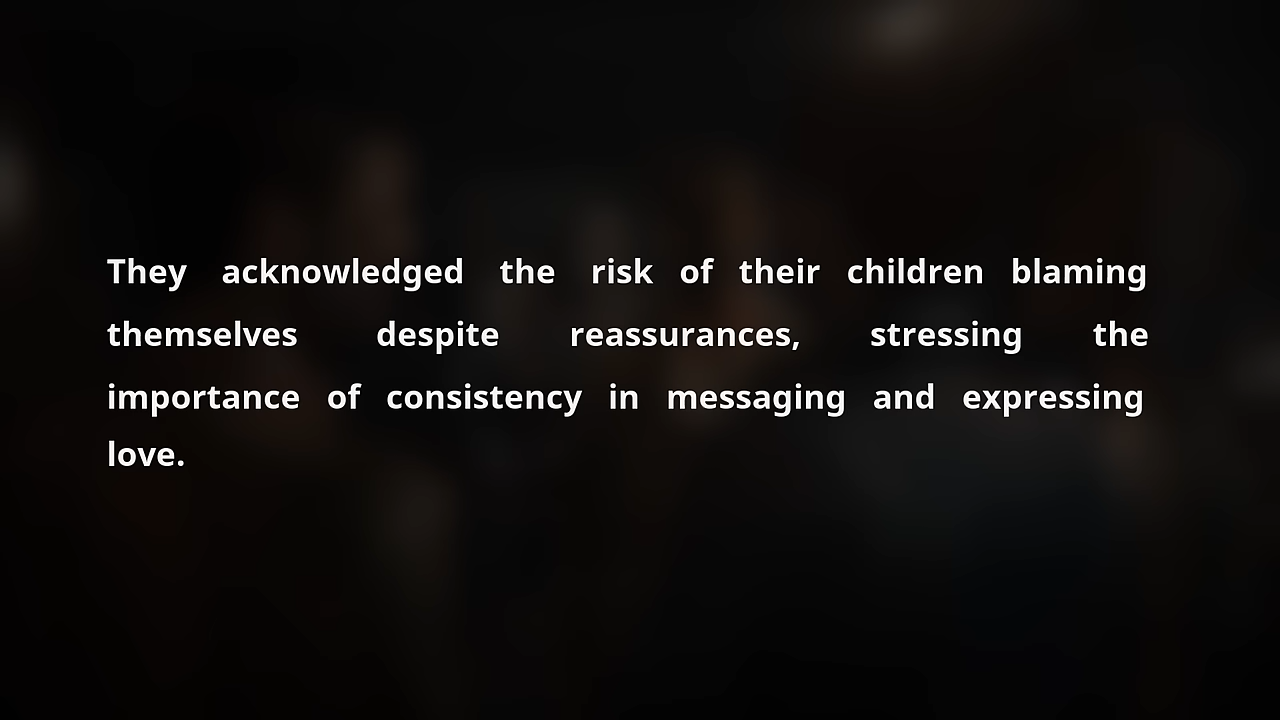 They acknowledged the risk of their children blaming
themselves despite reassurances, stressing the
importance of consistency in messaging and expressing
love.